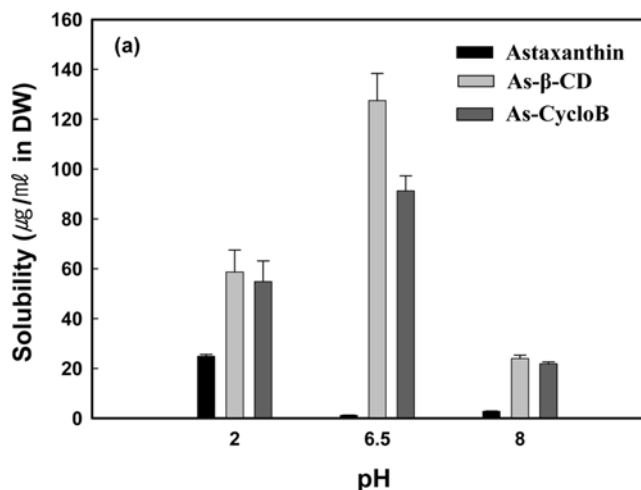 (a)
Astaxanthin
As-β-CD
As-CycloB
Solubility (㎍/㎖ in DW)
160
140
120
100
80
60
40
20
0
2 6.5 8
pH